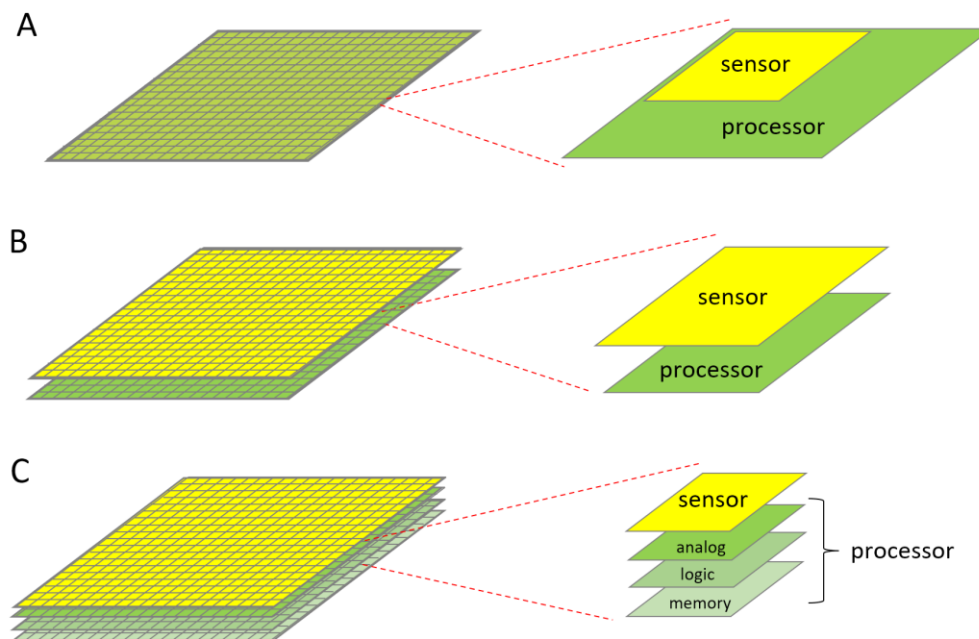 A
sensor
processor
B
sensor
processor
C
sensor
analog
logic
memory
processor